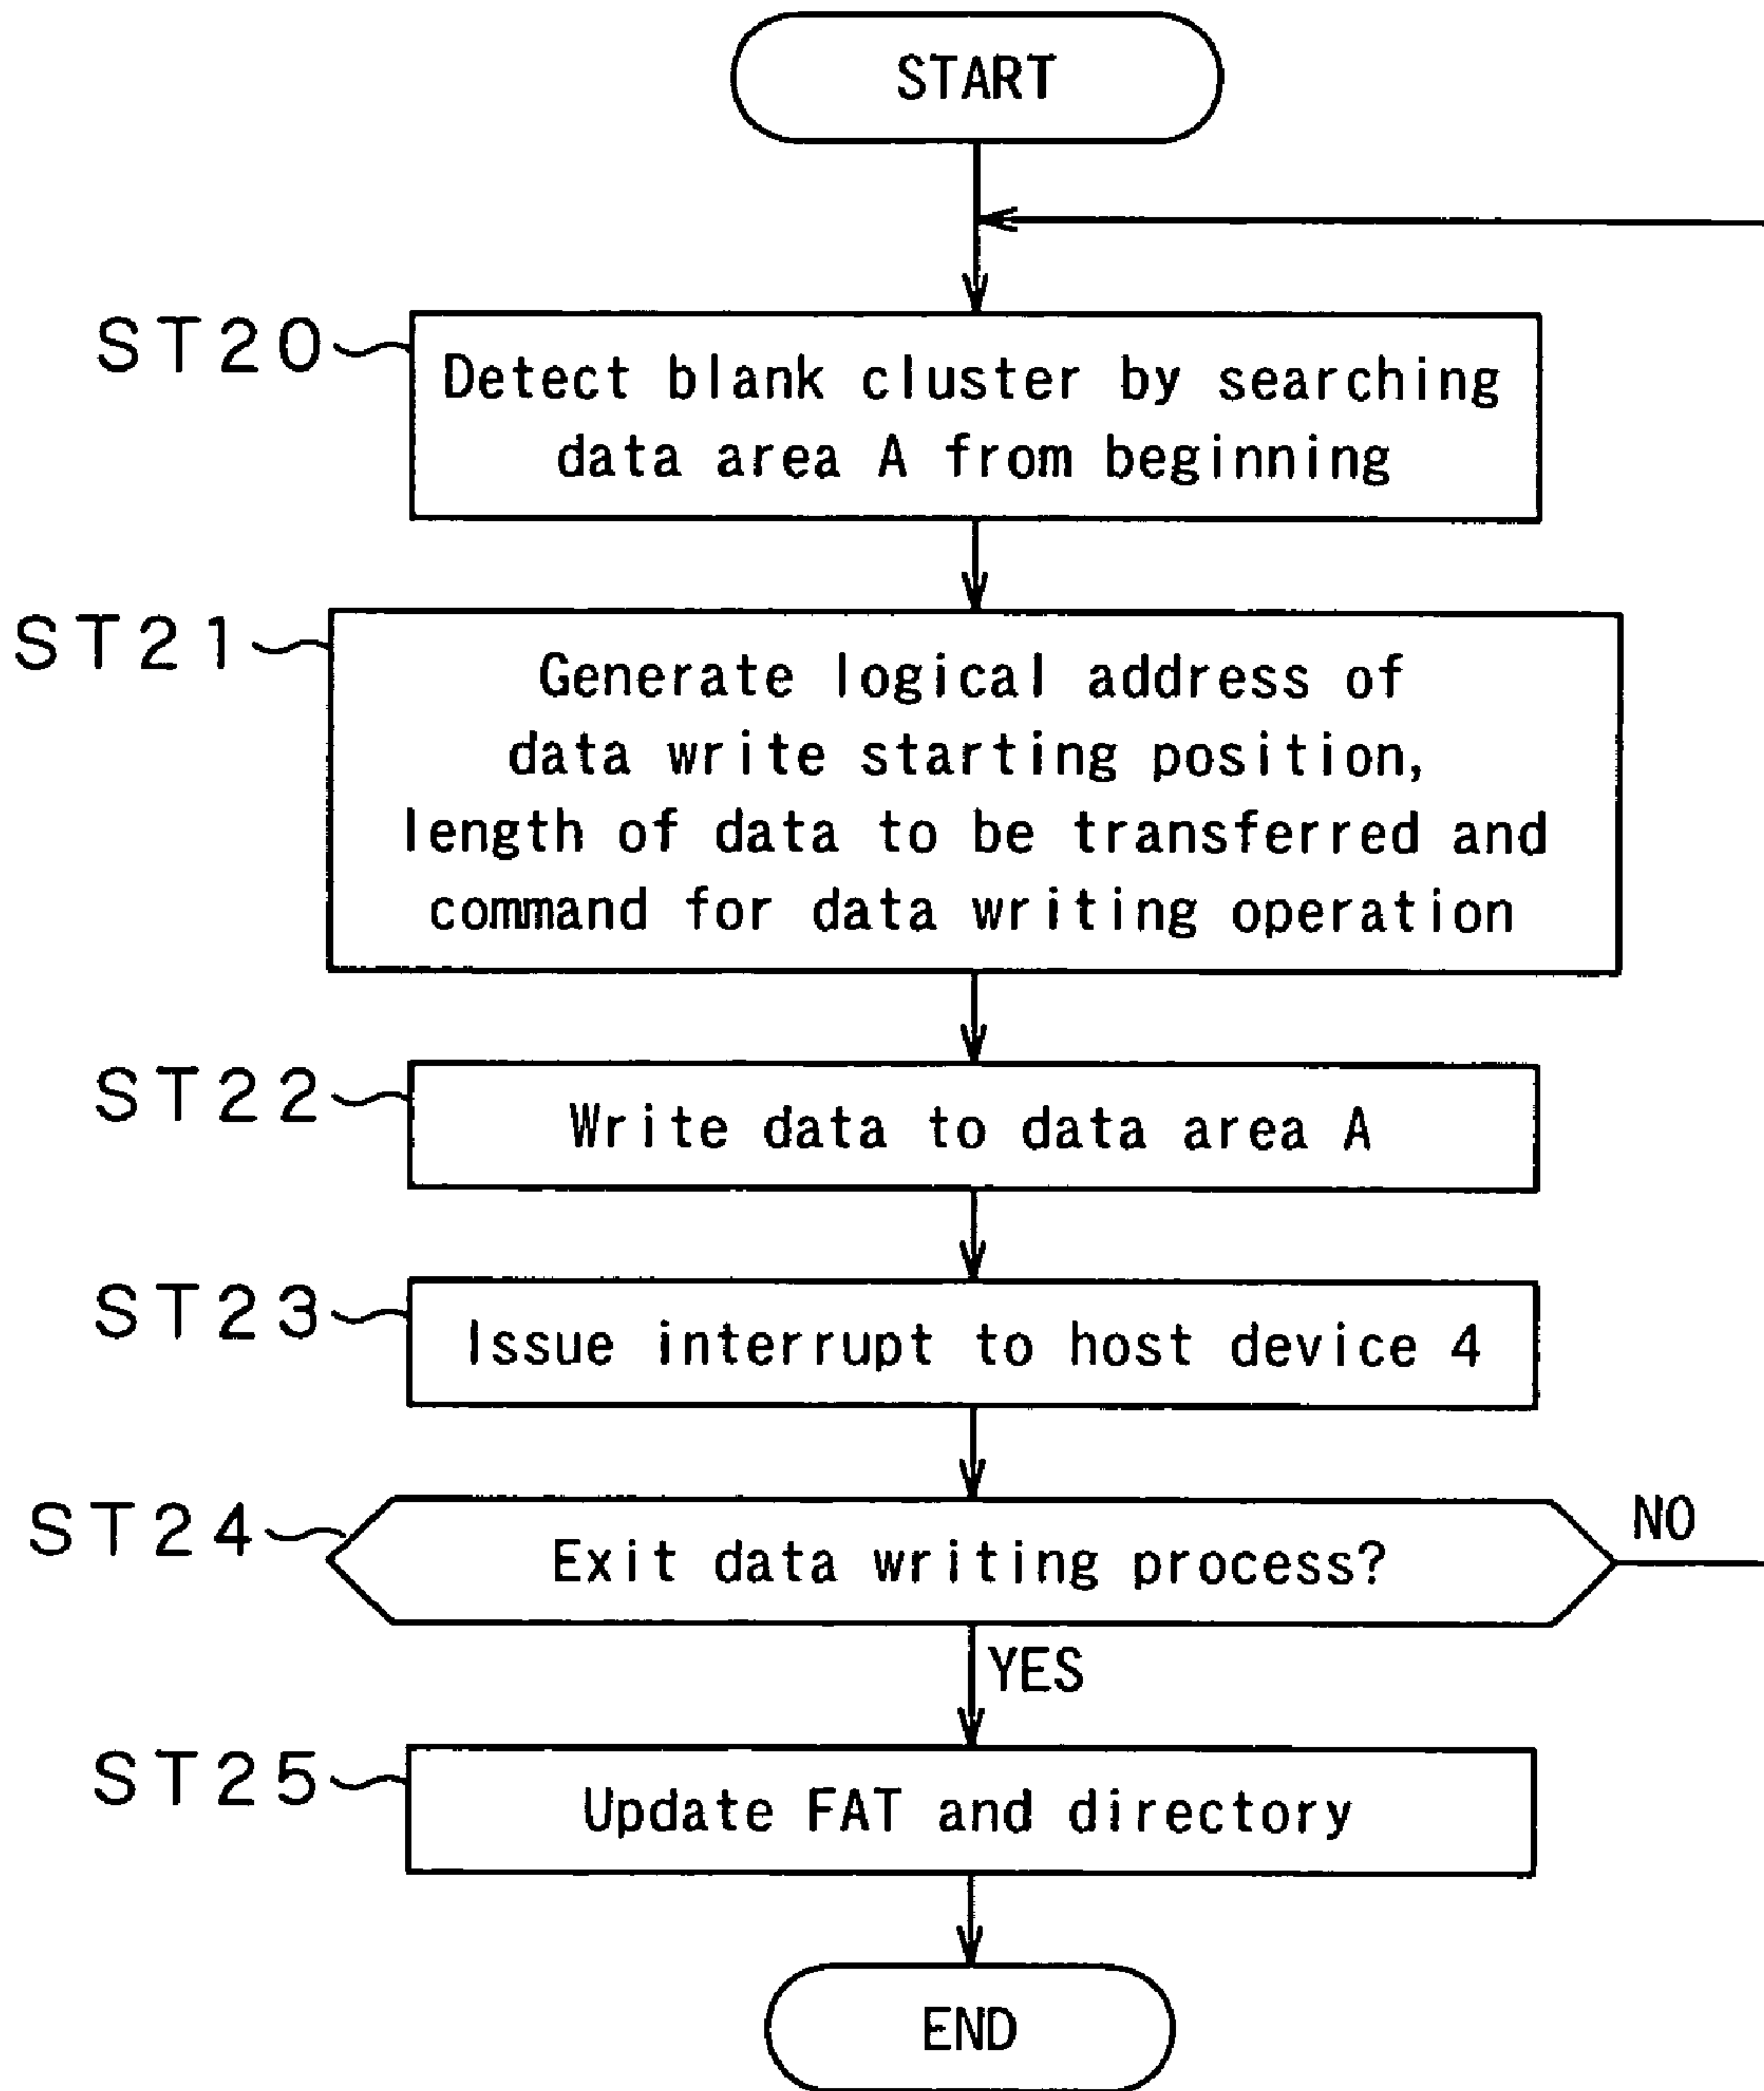 START
ST20
Detect blank cluster by searching
data area A from beginning
ST21
Generate logical address of
data write starting position,
length of data to be transferred and
command for data writing operation
ST22
Write data to data area A
ST23
Issue interrupt to host device 4
ST24
Exit data writing process?
NO
YES
ST25
Update FAT and directory
END